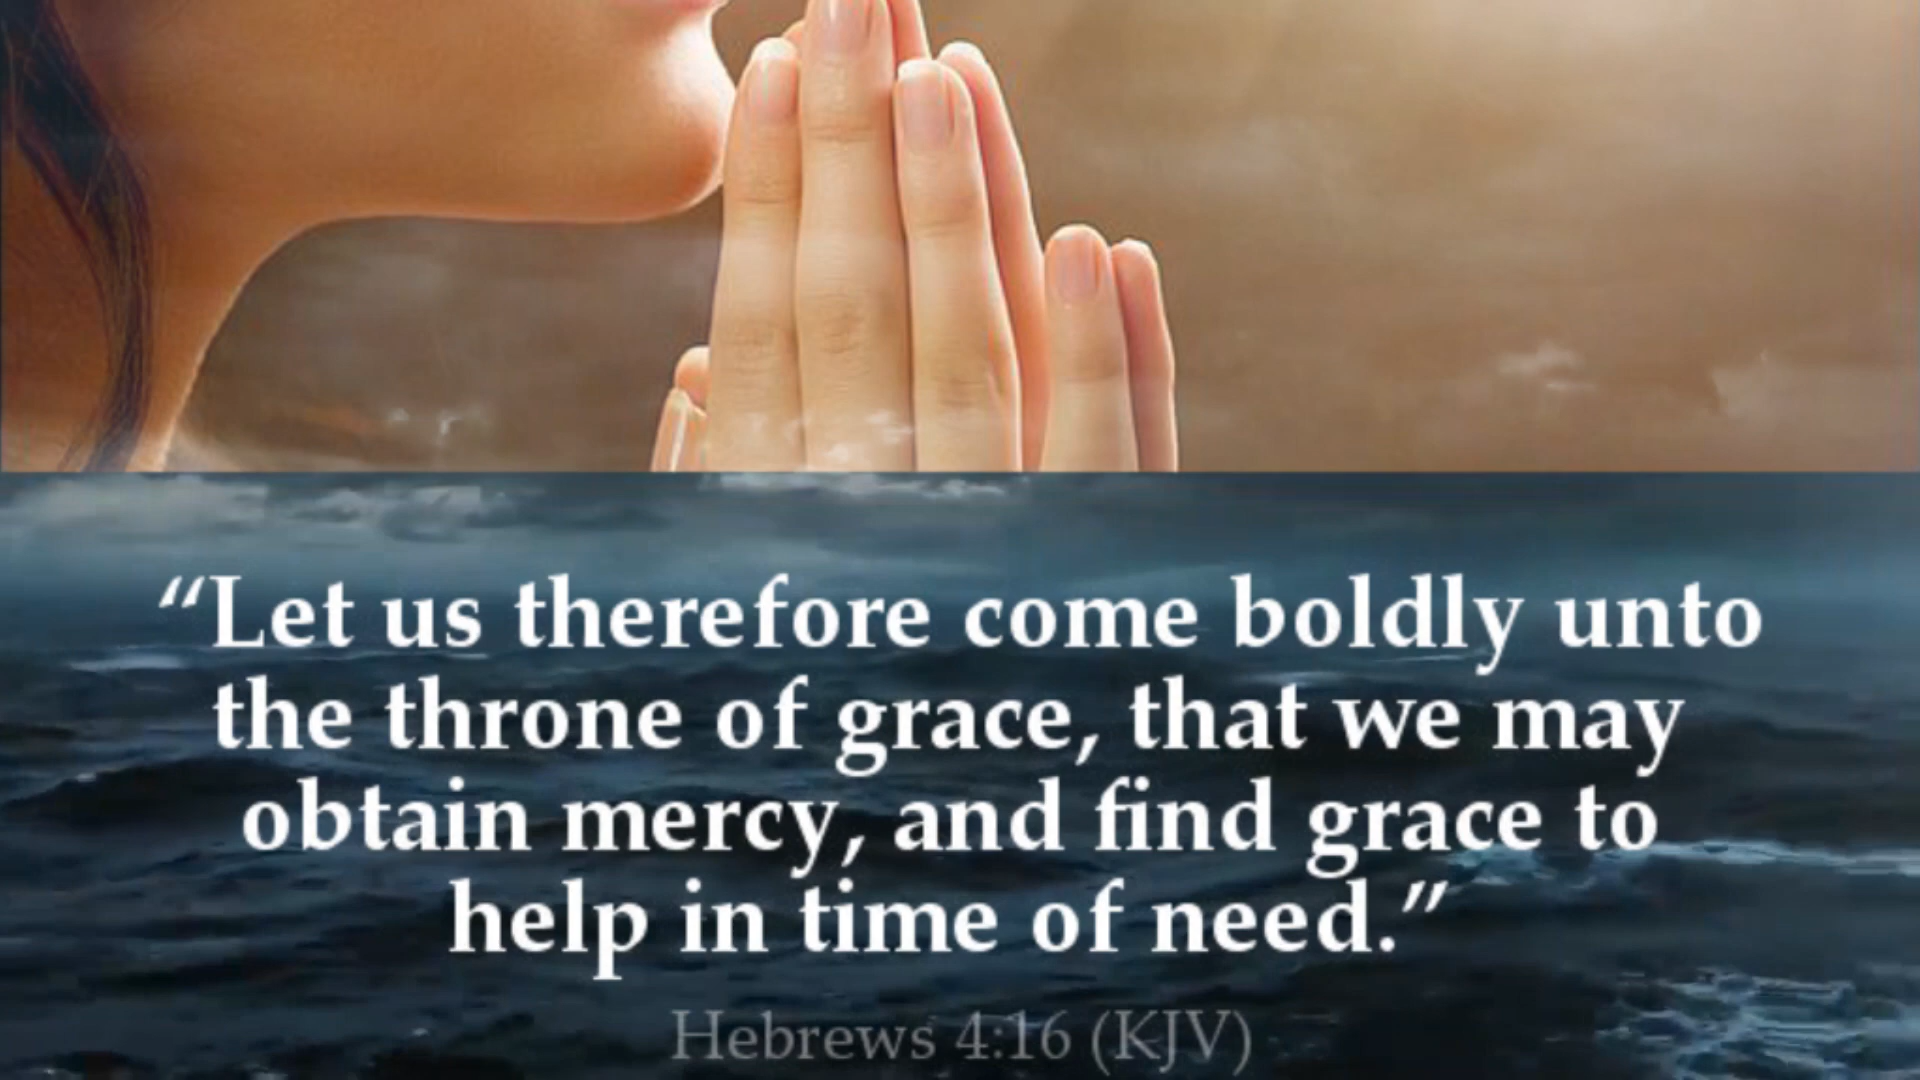 “Let us therefore come boldly unto
the throne of grace, that we may
obtain mercy, and find grace to
help in time of need.”
Hebrews 4:16 (KJV)